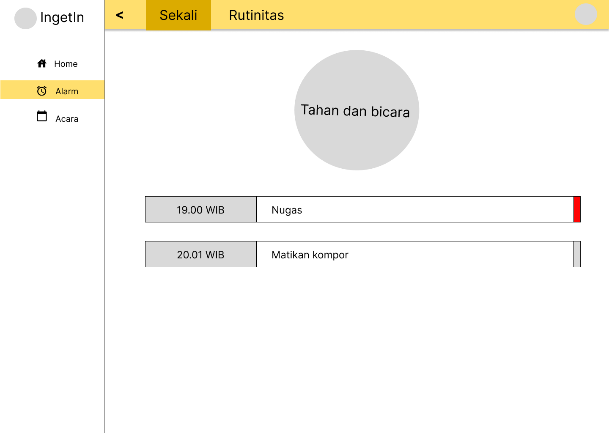 IngetIn
Home
Alarm
Acara
< Sekali Rutinitas
Tahan dan bicara
19.00 WIB Nugas
20.01 WIB Matikan kompor